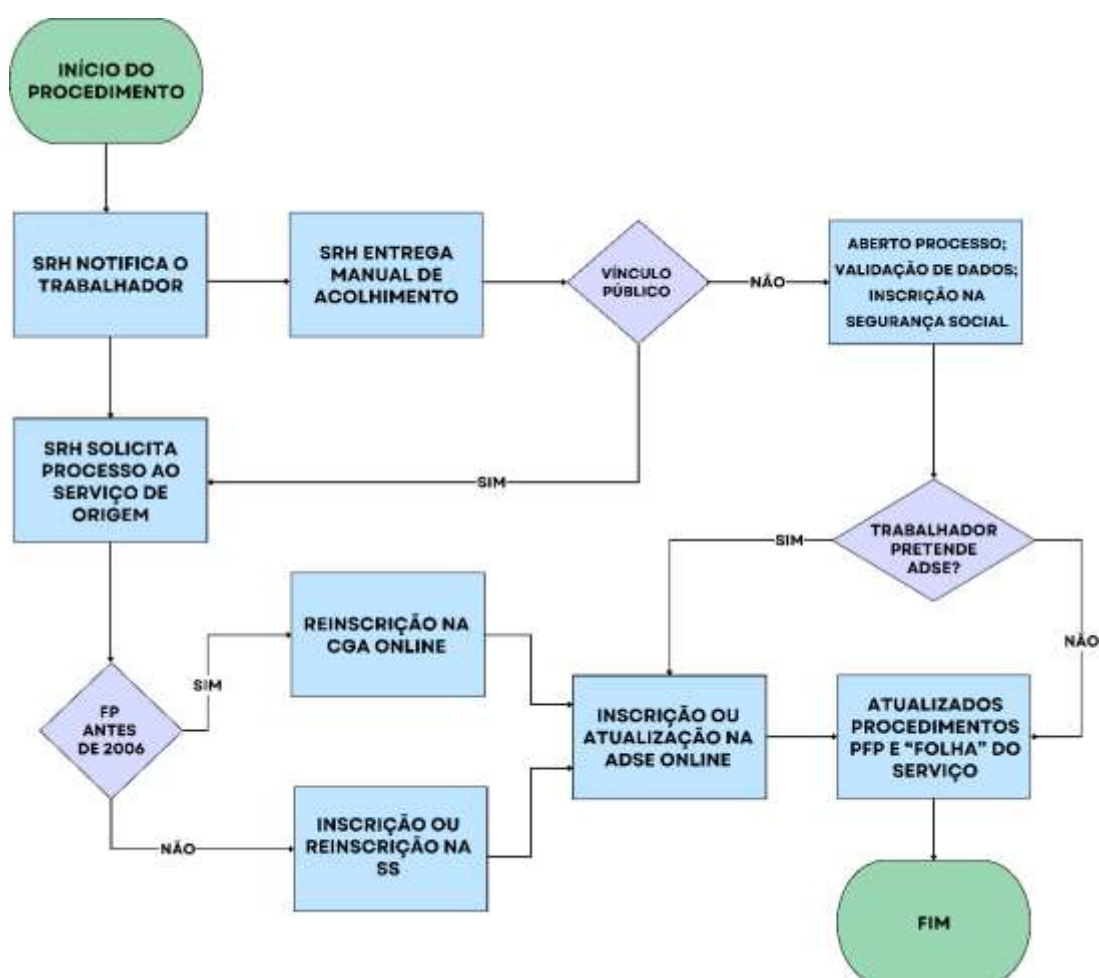 INÍCIO DO
PROCEDIMENTO
SRH NOTIFICA O
TRABALHADOR
SRH ENTREGA
MANUAL DE
ACOLHIMENTO
VÍNCULO
PÚBLICO
NÃO
ABERTO PROCESSO;
VALIDAÇÃO DE DADOS;
INSCRIÇÃO NA
SEGURANÇA SOCIAL
SRH SOLICITA
PROCESSO AO
SERVIÇO DE
ORIGEM
SIM
SIM
TRABALHADOR
PRETENDE
ADSE?
NÃO
FP
ANTES
DE 2006
SIM
REINSCRIÇÃO NA
CGA ONLINE
INSCRIÇÃO OU
ATUALIZAÇÃO NA
ADSE ONLINE
ATUALIZADOS
PROCEDIMENTOS
PFP E “FOLHA” DO
SERVIÇO
NÃO
INSCRIÇÃO OU
REINSCRIÇÃO NA
SS
FIM